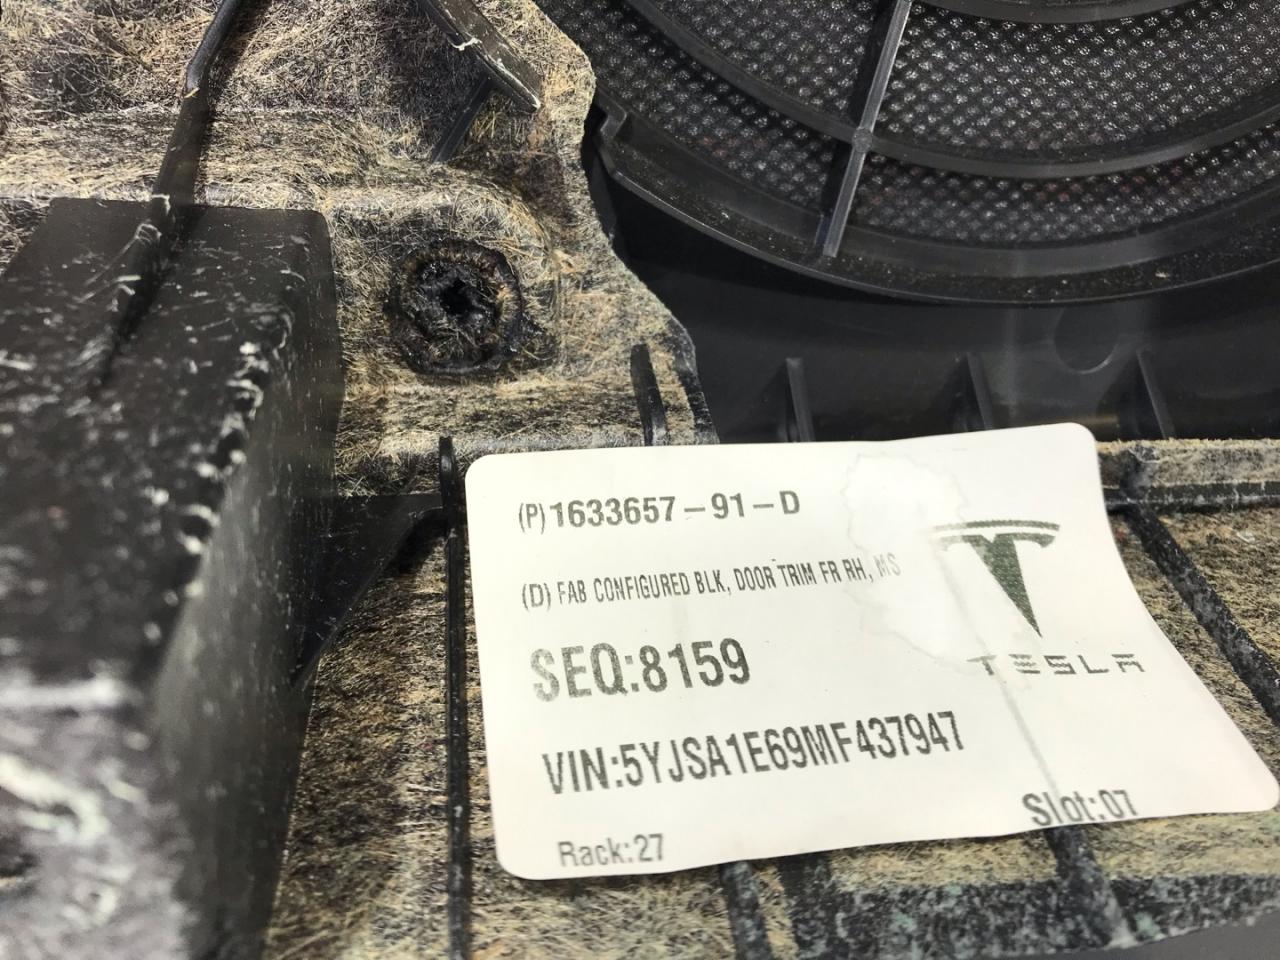 (P)1633657-91-D
(D) FAB CONFIGURED BLK, DOOR TRIM FR RH, MS
TESLA
SEQ:8159
VIN:5YJSA1E69MF437947
Slot:07
Rack:27